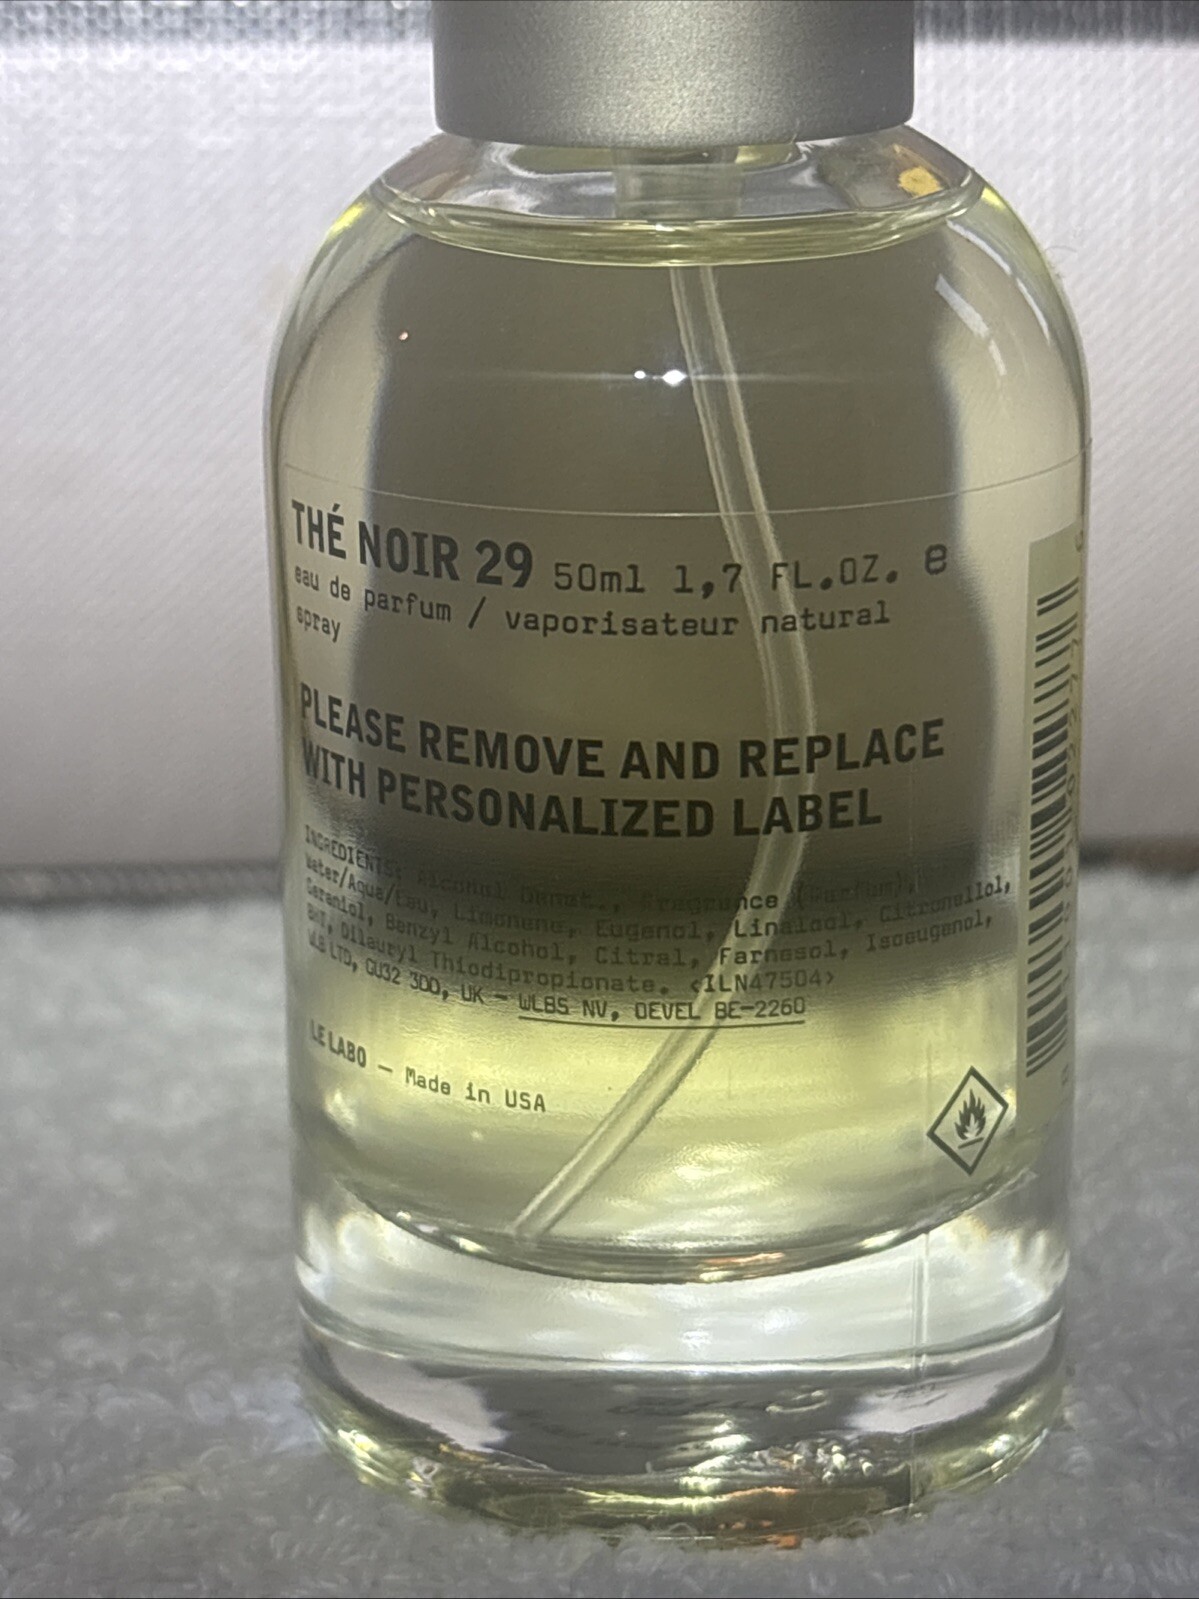 THÉ NOIR 29 50ml 1,7 FL.OZ. e
eau de parfum / vaporisateur natural
spray
PLEASE REMOVE AND REPLACE
WITH PERSONALIZED LABEL
INGREDIENTS: Alcohol Denat., Fragrance (Parfum),
Water/Aqua/Eau, Limonene, Eugenol, Linalool, Citronellol,
Geraniol, Benzyl Alcohol, Citral, Farnesol, Isoeugenol,
BHT, Dilauryl Thiodipropionate. <ILN47504>
WLB LTD, GU32 3DD, UK – WLBS NV, OEVEL BE-2260
LE LABO – Made in USA